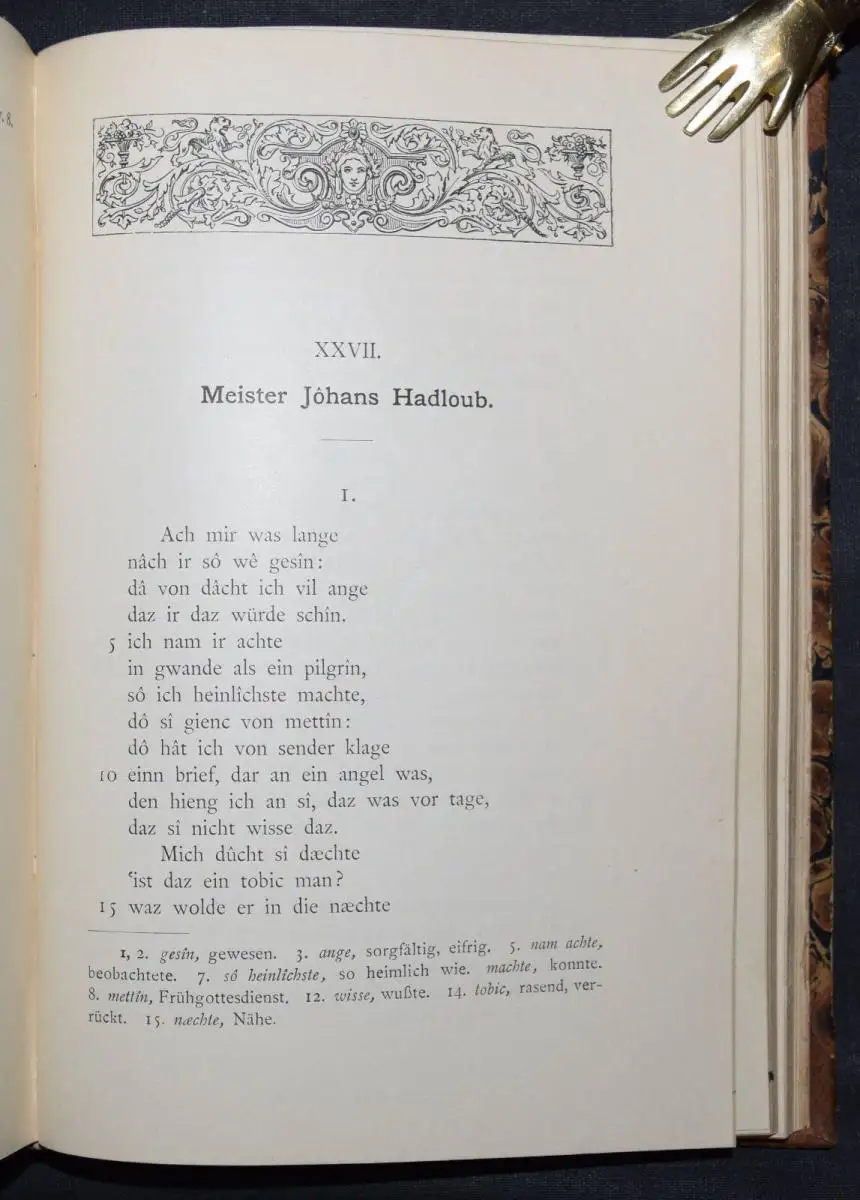 r. 8.
XXVII.
Meister Jôhans Hadloub.
I.
Ach mir was lange
nâch ir sô wê gesîn:
dâ von dâcht ich vil ange
daz ir daz würde schîn.
5 ich nam ir achte
in gwande als ein pilgrîn,
sô ich heinlîchste machte,
dô sî gienc von mettîn:
dô hât ich von sender klage
10 einn brief, dar an ein angel was,
den hieng ich an sî, daz was vor tage,
daz sî nicht wisse daz.
Mich dûcht sî dæchte
‘ist daz ein tobic man?
15 waz wolde er in die næchte
1, 2. gesîn, gewesen. 3. ange, sorgfältig, eifrig. 5. nam achte,
beobachtete. 7. sô heinlîchste, so heimlich wie. machte, konnte.
8. mettîn, Frühgottesdienst. 12. wisse, wußte. 14. tobic, rasend, ver-
rückt. 15. næchte, Nähe.